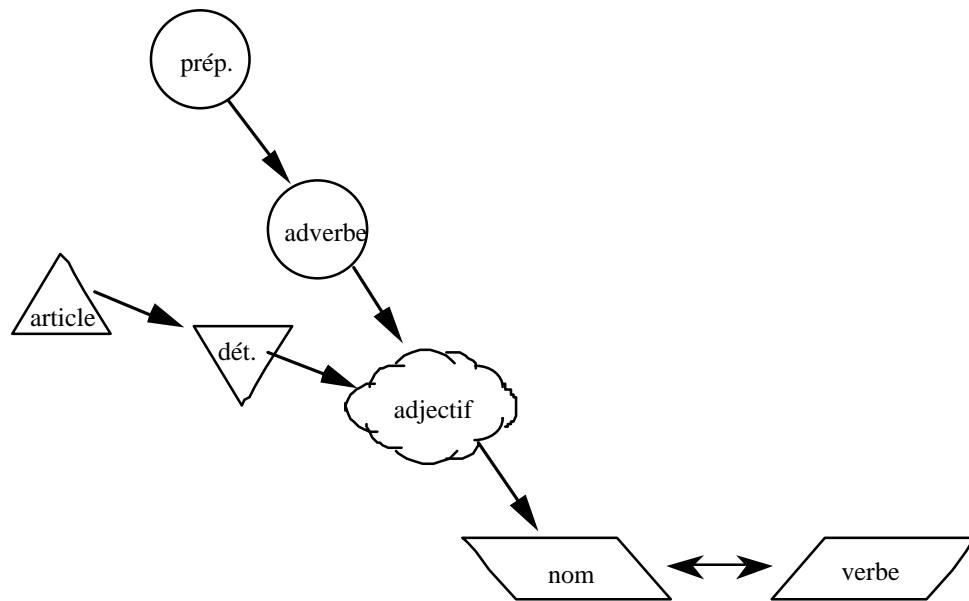 prép.
adverbe
article
dét.
adjectif
nom
verbe